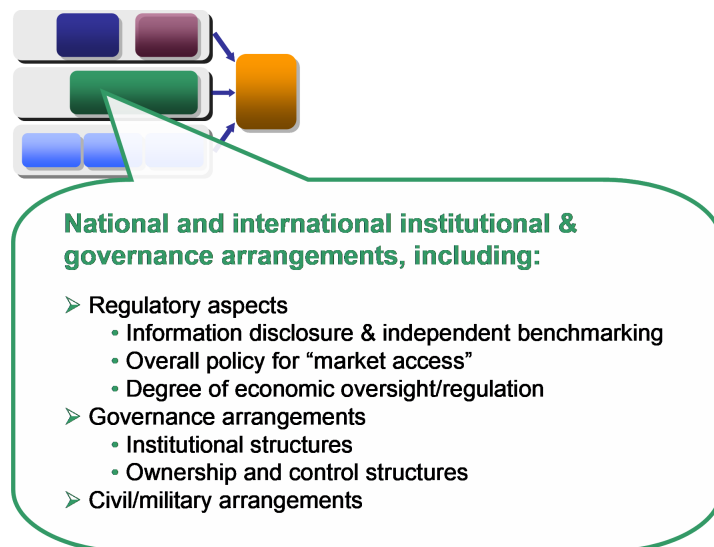 National and international institutional &
governance arrangements, including:
➢ Regulatory aspects
• Information disclosure & independent benchmarking
• Overall policy for “market access”
• Degree of economic oversight/regulation
➢ Governance arrangements
• Institutional structures
• Ownership and control structures
➢ Civil/military arrangements